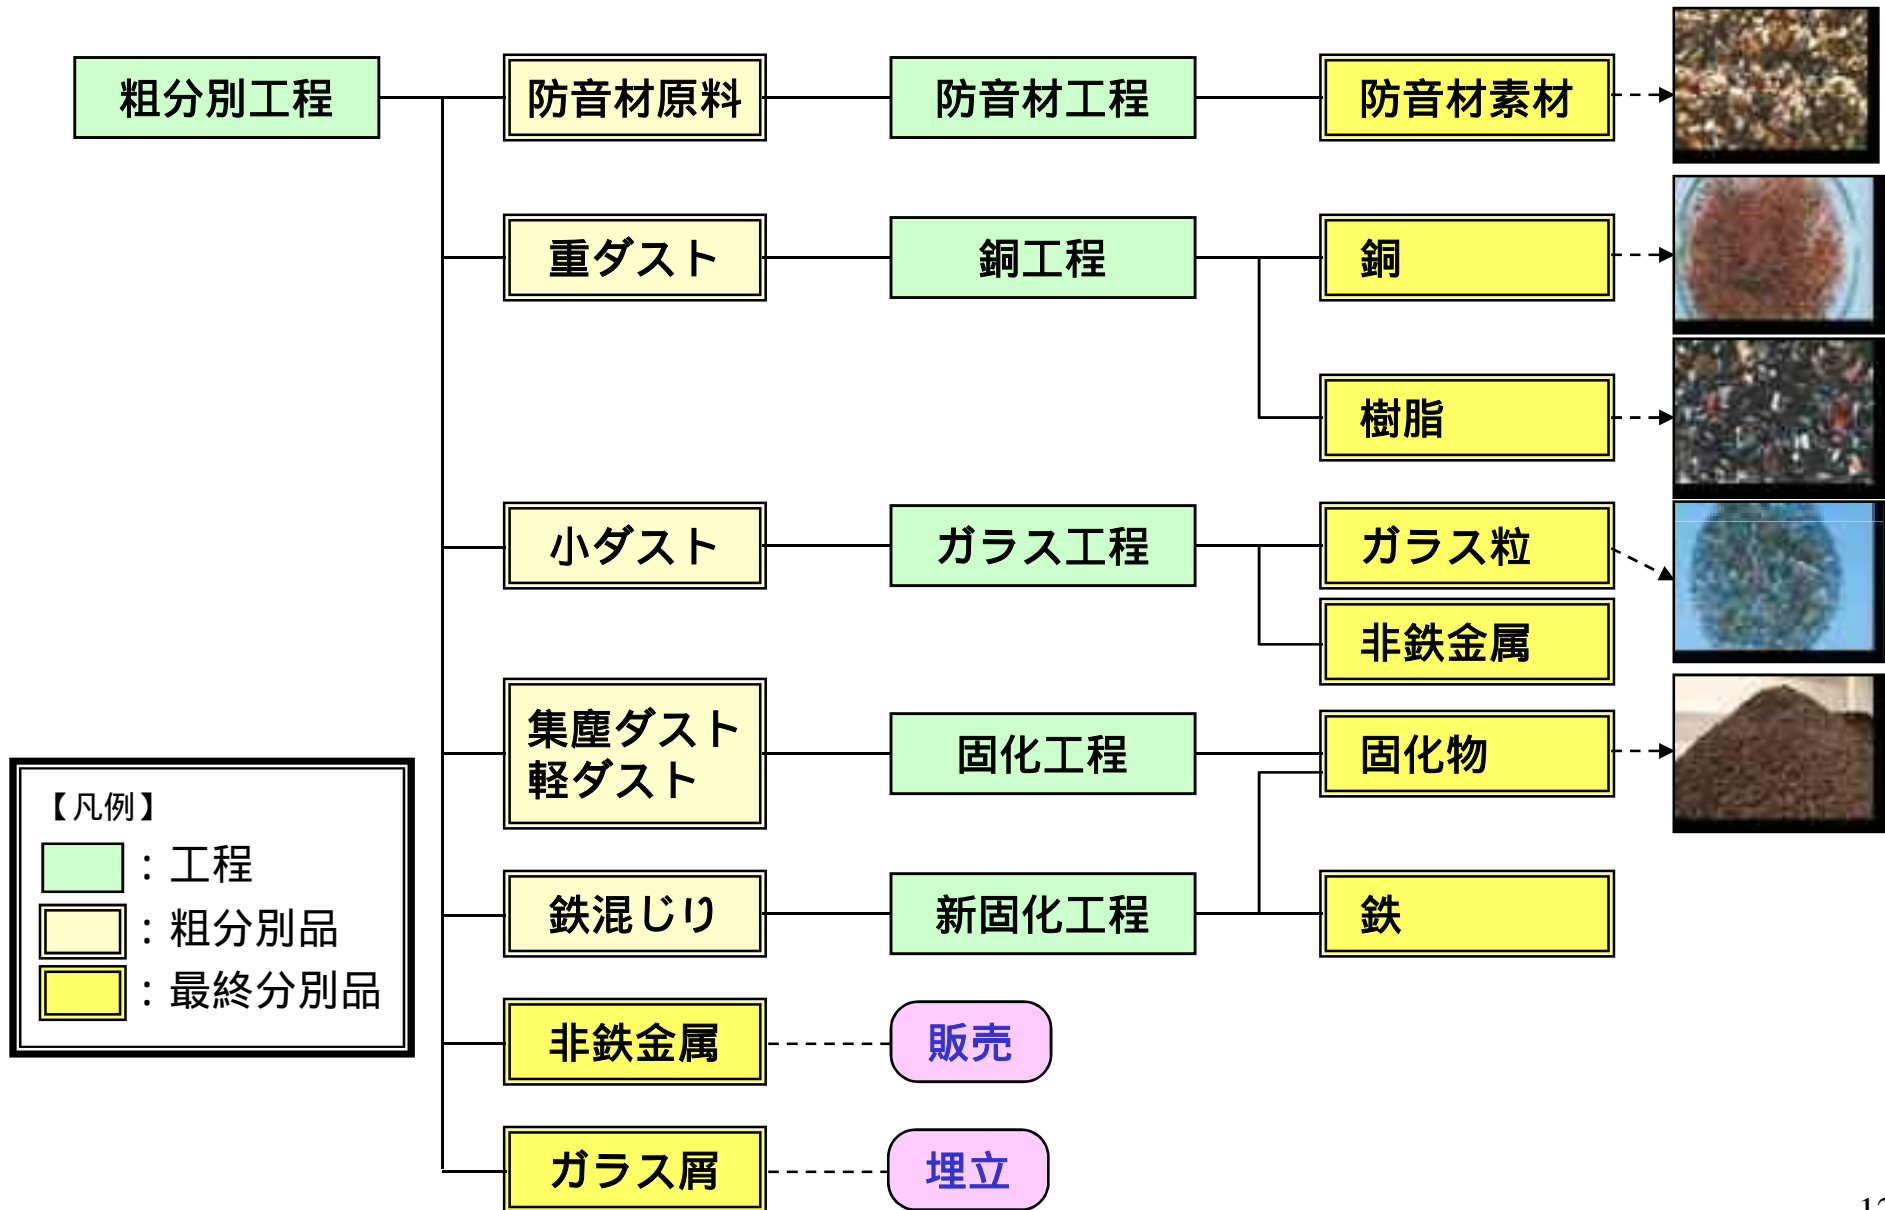 粗分別工程
防音材原料
防音材工程
防音材素材
重ダスト
銅工程
銅
樹脂
小ダスト
ガラス工程
ガラス粒
非鉄金属
集塵ダスト
軽ダスト
固化工程
固化物
鉄混じり
新固化工程
鉄
非鉄金属
販売
ガラス屑
埋立
【凡例】
：工程
：粗分別品
：最終分別品